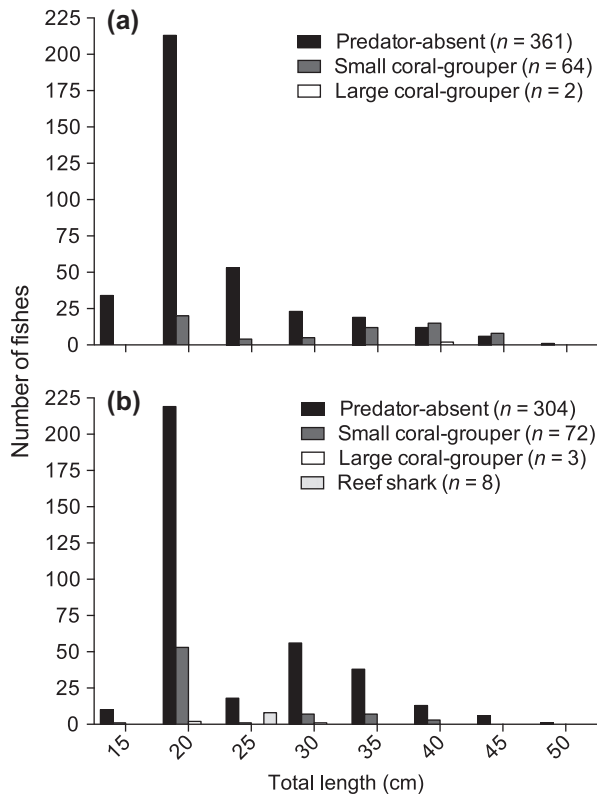 (a)
Predator-absent (n = 361)
Small coral-grouper (n = 64)
Large coral-grouper (n = 2)
225
200
175
150
125
100
75
50
25
0
Number of fishes
(b)
Predator-absent (n = 304)
Small coral-grouper (n = 72)
Large coral-grouper (n = 3)
Reef shark (n = 8)
225
200
175
150
125
100
75
50
25
0
15 20 25 30 35 40 45 50
Total length (cm)